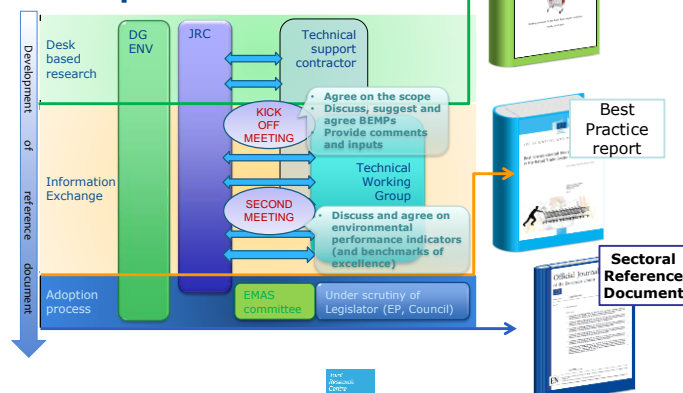 Development of reference document
Desk
based
research
DG
ENV
JRC
Technical
support
contractor
KICK
OFF
MEETING
• Agree on the scope
• Discuss, suggest and
agree BEMPs
• Provide comments
and inputs
Information
Exchange
Technical
Working
Group
SECOND
MEETING
• Discuss and agree on
environmental
performance indicators
(and benchmarks of
excellence)
Adoption
process
EMAS
committee
Under scrutiny of
Legislator (EP, Council)
Best
Practice
report
Sectoral
Reference
Document
Official Journal
EN
Joint
Research
Centre